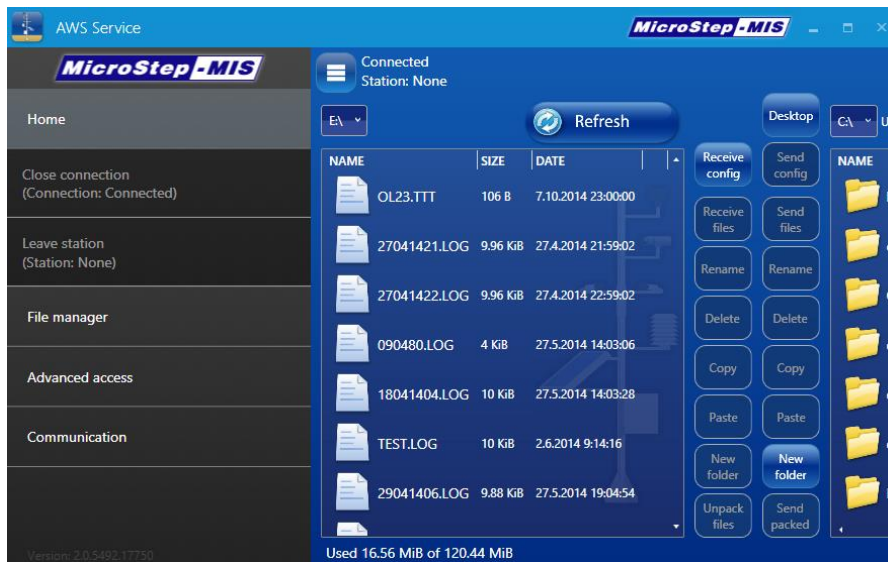 AWS Service
MicroStep-MIS
MicroStep-MIS
Home
Close connection
(Connection: Connected)
Leave station
(Station: None)
File manager
Advanced access
Communication
Version: 2.0.5492.17750
Connected
Station: None
E:\
Refresh
NAME SIZE DATE
OL23.TTT 106 B 7.10.2014 23:00:00
27041421.LOG 9.96 KiB 27.4.2014 21:59:02
27041422.LOG 9.96 KiB 27.4.2014 22:59:02
090480.LOG 4 KiB 27.5.2014 14:03:06
18041404.LOG 10 KiB 27.5.2014 14:03:28
TEST.LOG 10 KiB 2.6.2014 9:14:16
29041406.LOG 9.88 KiB 27.5.2014 19:04:54
Used 16.56 MiB of 120.44 MiB
Receive
config
Receive
files
Rename
Delete
Copy
Paste
New
folder
Unpack
files
Desktop
Send
config
Send
files
Rename
Delete
Copy
Paste
New
folder
Send
packed
C:\
NAME